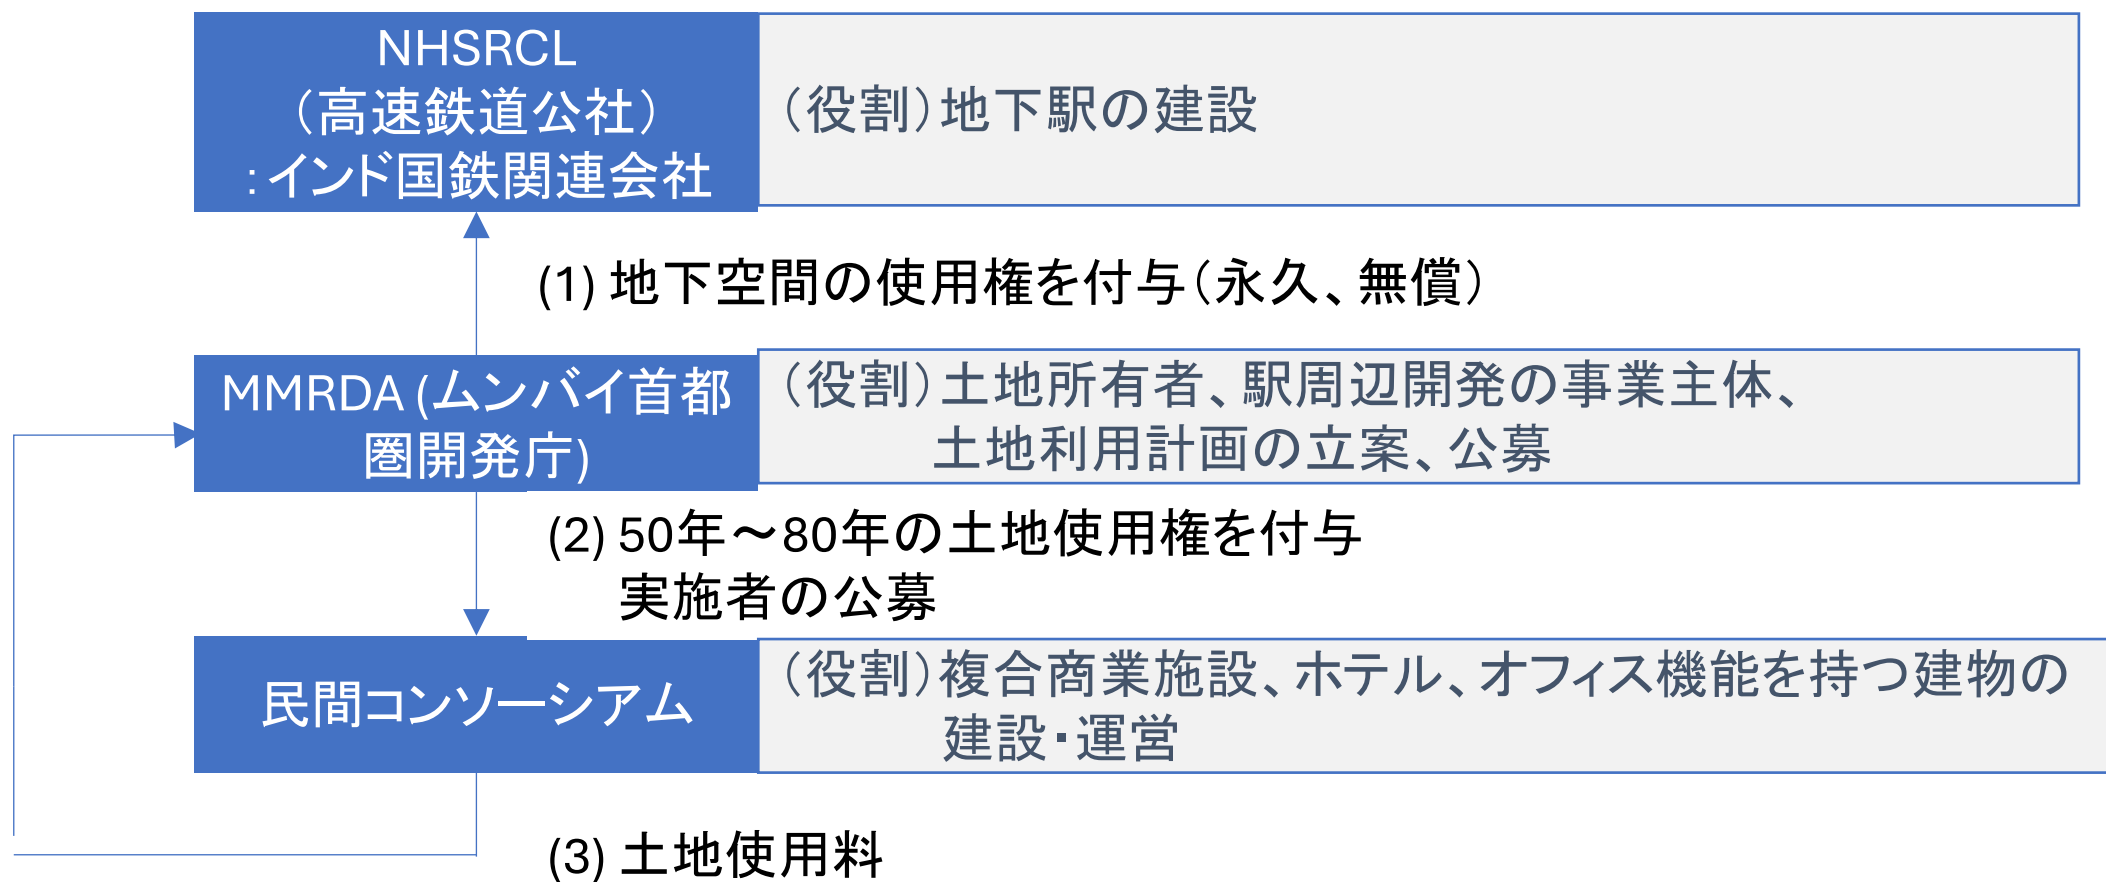 NHSRCL
（高速鉄道公社）
：インド国鉄関連会社
（役割）地下駅の建設
(1) 地下空間の使用権を付与（永久、無償）
MMRDA (ムンバイ首都
圏開発庁)
（役割）土地所有者、駅周辺開発の事業主体、
土地利用計画の立案、公募
(2) 50年～80年の土地使用権を付与
実施者の公募
民間コンソーシアム
（役割）複合商業施設、ホテル、オフィス機能を持つ建物の
建設・運営
(3) 土地使用料